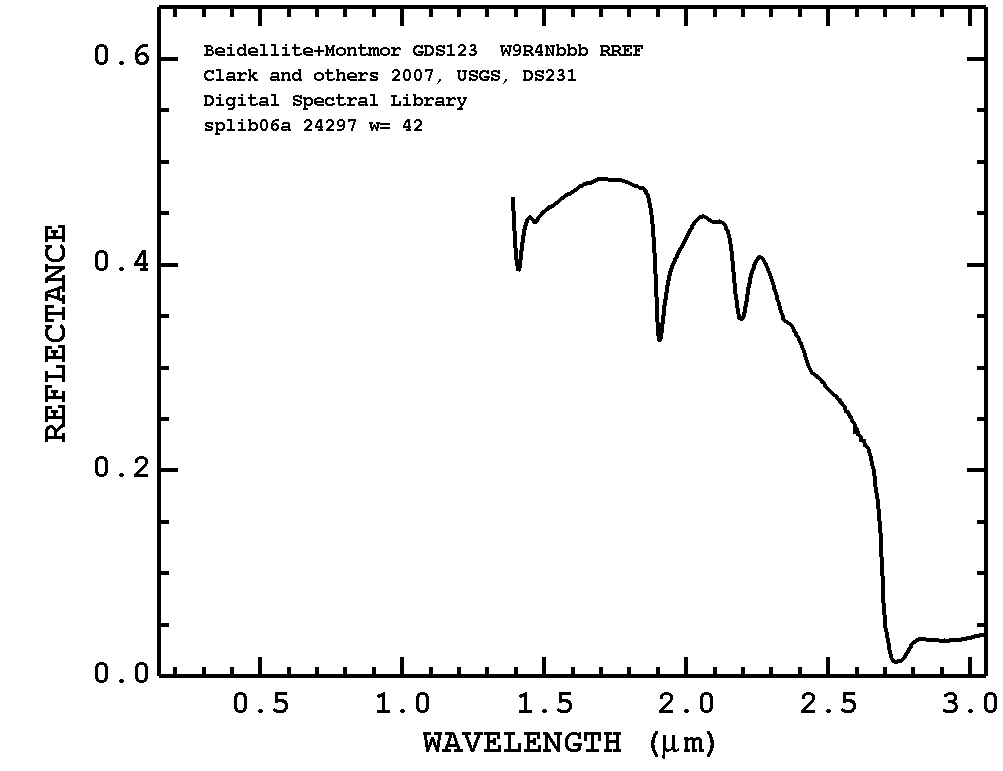 Beidellite+Montmor GDS123 W9R4Nbbb RREF
Clark and others 2007, USGS, DS231
Digital Spectral Library
splib06a 24297 w= 42
REFLECTANCE
0.6
0.4
0.2
0.0
0.5 1.0 1.5 2.0 2.5 3.0
WAVELENGTH (μm)